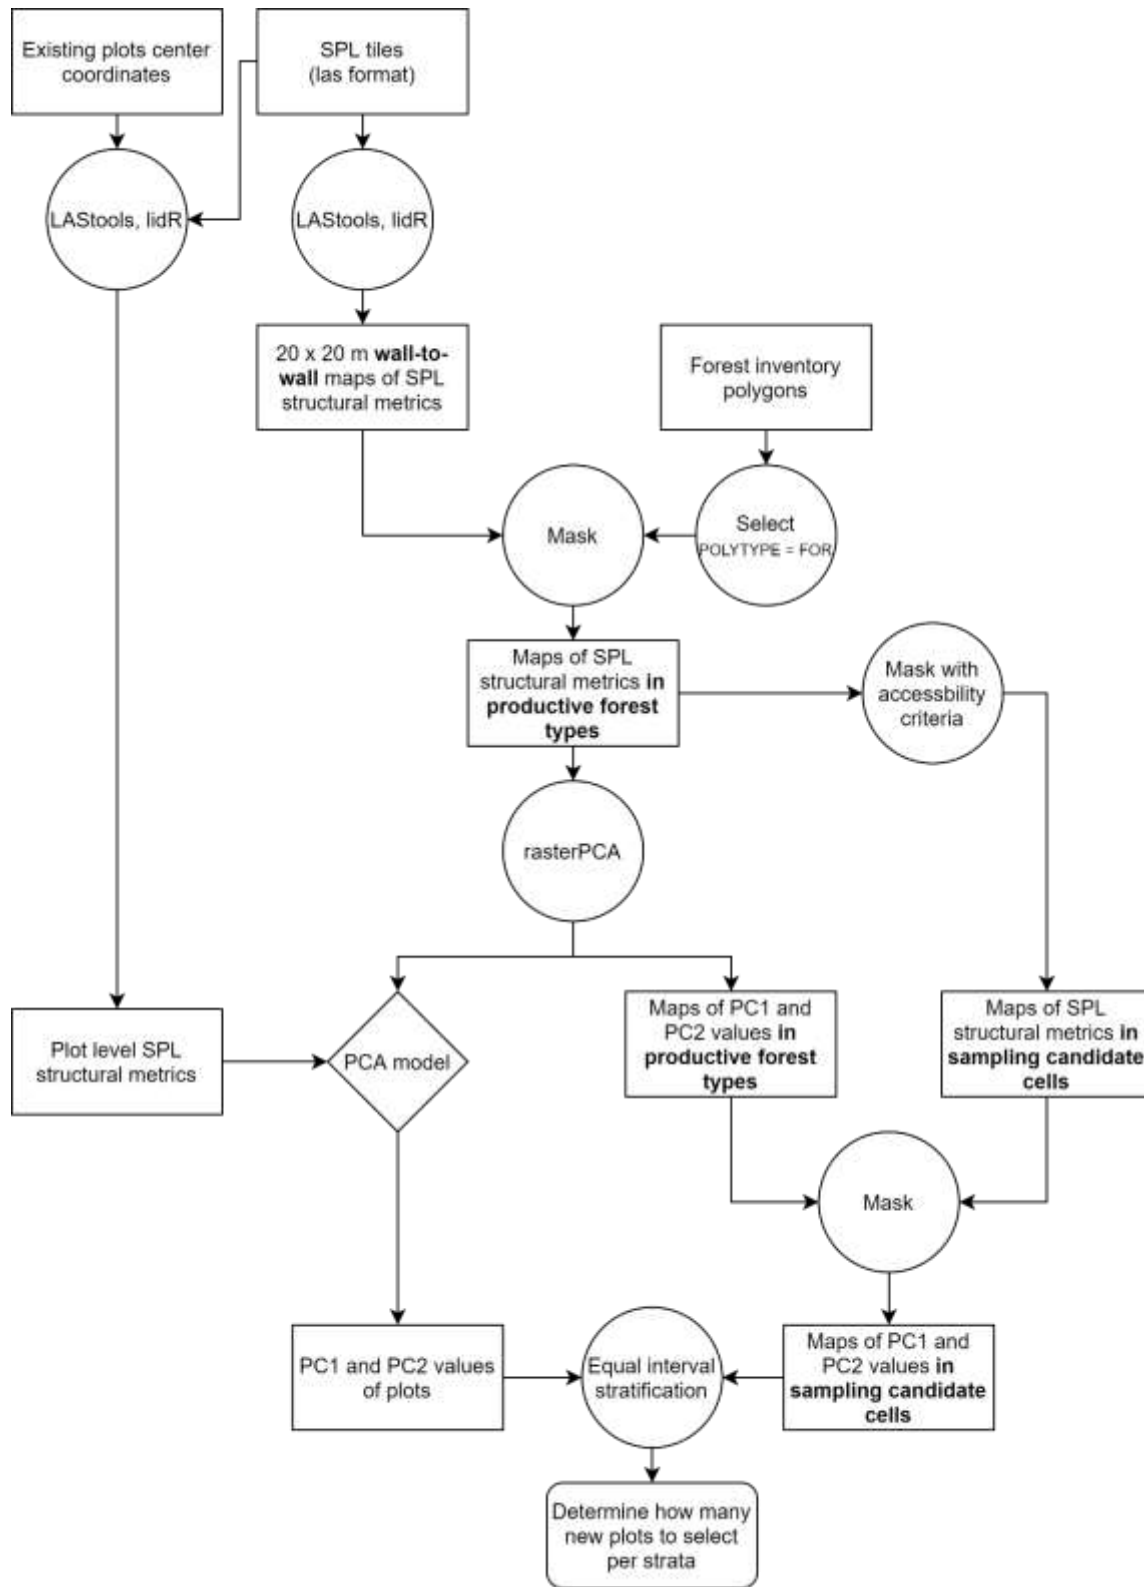 Existing plots center
coordinates
SPL tiles
(las format)
LAStools, lidR
LAStools, lidR
20 x 20 m wall-to-
wall maps of SPL
structural metrics
Forest inventory
polygons
Mask
Select
POLYTYPE = FOR
Maps of SPL
structural metrics in
productive forest
types
Mask with
accessbility
criteria
rasterPCA
Plot level SPL
structural metrics
PCA model
Maps of PC1 and
PC2 values in
productive forest
types
Maps of SPL
structural metrics in
sampling candidate
cells
Mask
PC1 and PC2 values
of plots
Equal interval
stratification
Maps of PC1 and
PC2 values in
sampling candidate
cells
Determine how many
new plots to select
per strata